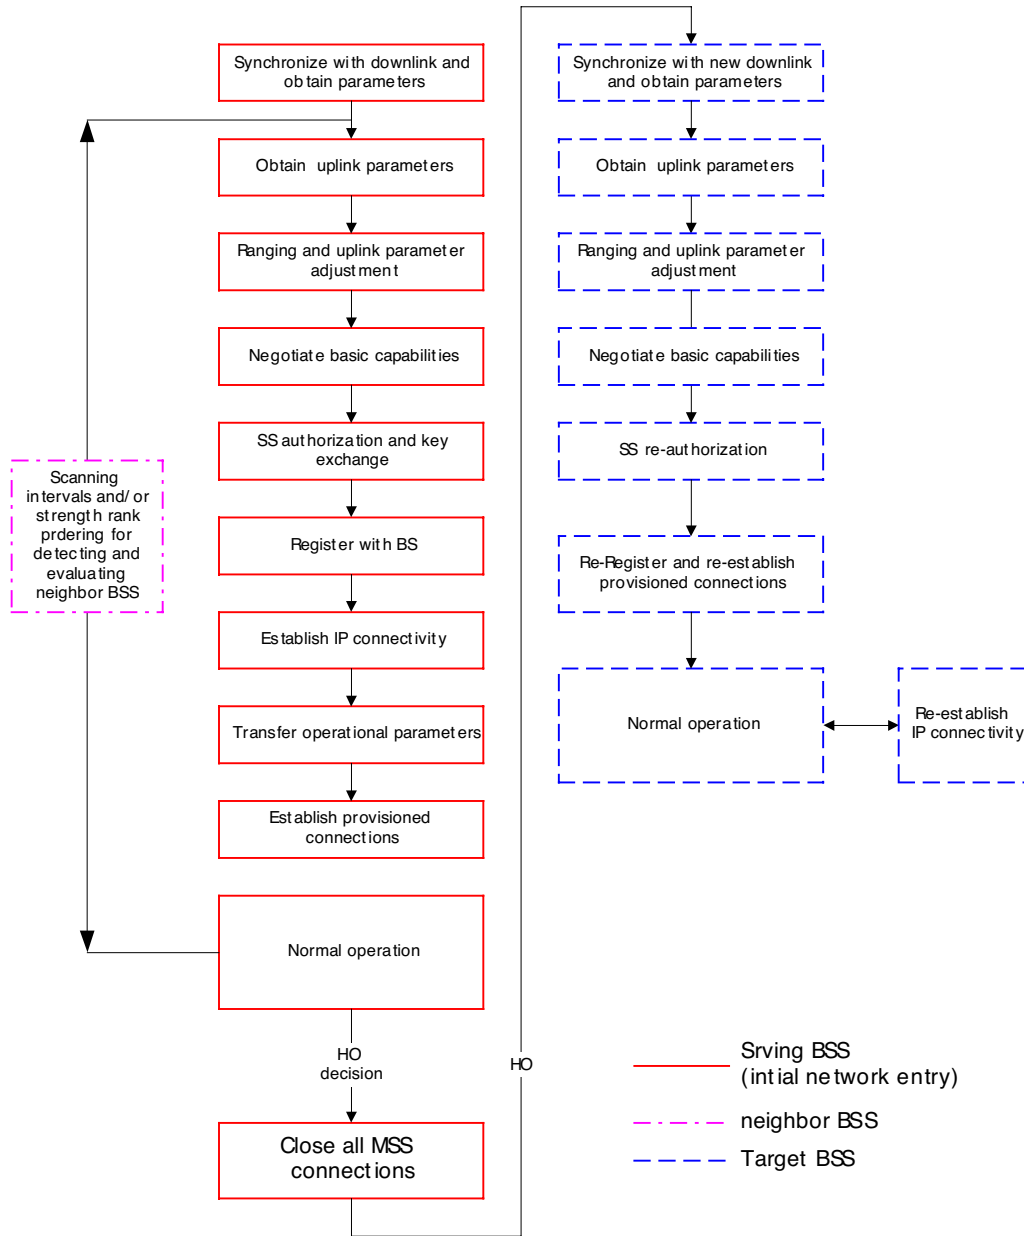 Synchronize with downlink and
obtain parameters
Obtain uplink parameters
Ranging and uplink parameter
adjustment
Negotiate basic capabilities
SS authorization and key
exchange
Register with BS
Establish IP connectivity
Transfer operational parameters
Establish provisioned
connections
Normal operation
HO
decision
Close all MSS
connections
Scanning
intervals and/or
strength rank
prdering for
detecting and
evaluating
neighbor BSS
HO
Synchronize with new downlink
and obtain parameters
Obtain uplink parameters
Ranging and uplink parameter
adjustment
Negotiate basic capabilities
SS re-authorization
Re-Register and re-establish
provisioned connections
Normal operation
Re-establish
IP connectivity
Srving BSS
(intial network entry)
neighbor BSS
Target BSS